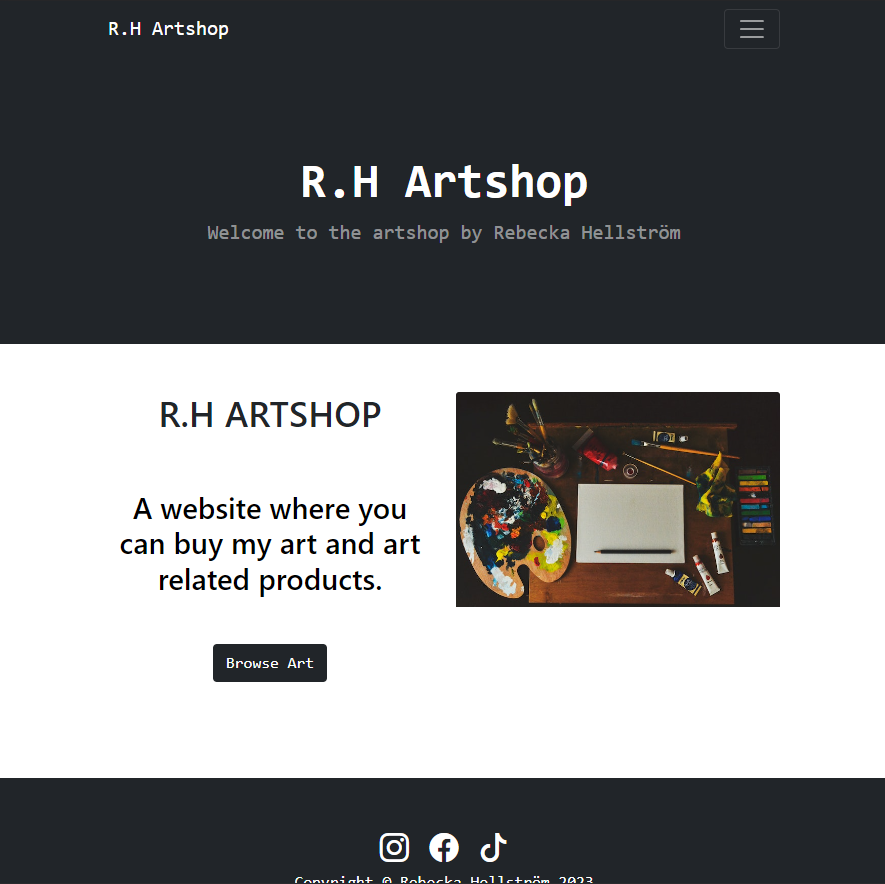 R.H Artshop
R.H Artshop
Welcome to the artshop by Rebecka Hellström
R.H ARTSHOP
A website where you
can buy my art and art
related products.
Browse Art
Copyright © Rebecka Hellström 2023